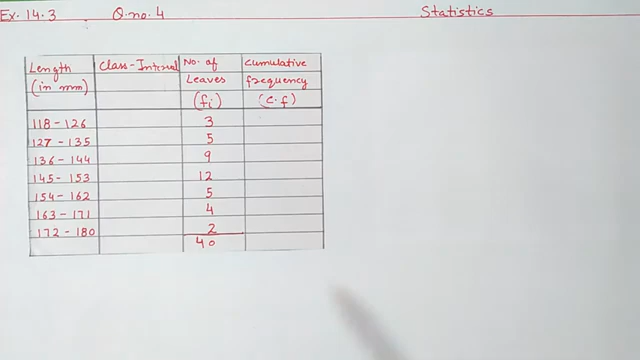 Ex. 14.3 Q.no. 4 Statistics
Length Class-Interval No. of Cumulative
(in mm) Leaves frequency
(fi) (c.f)
118-126 3
127-135 5
136-144 9
145-153 12
154-162 5
163-171 4
172-180 2
40